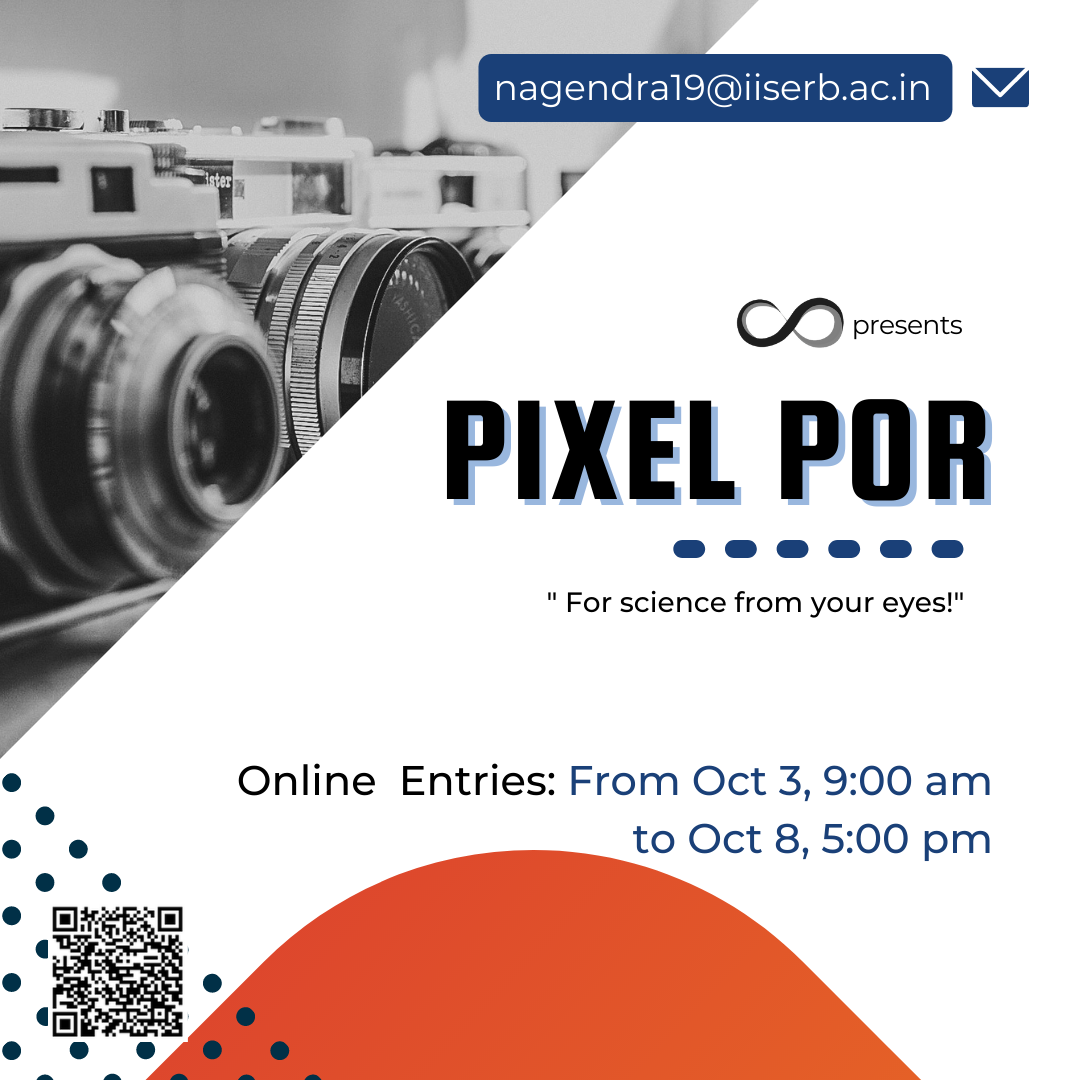 nagendra19@iiserb.ac.in
ister
presents
PIXEL POR
" For science from your eyes!"
Online Entries: From Oct 3, 9:00 am
to Oct 8, 5:00 pm